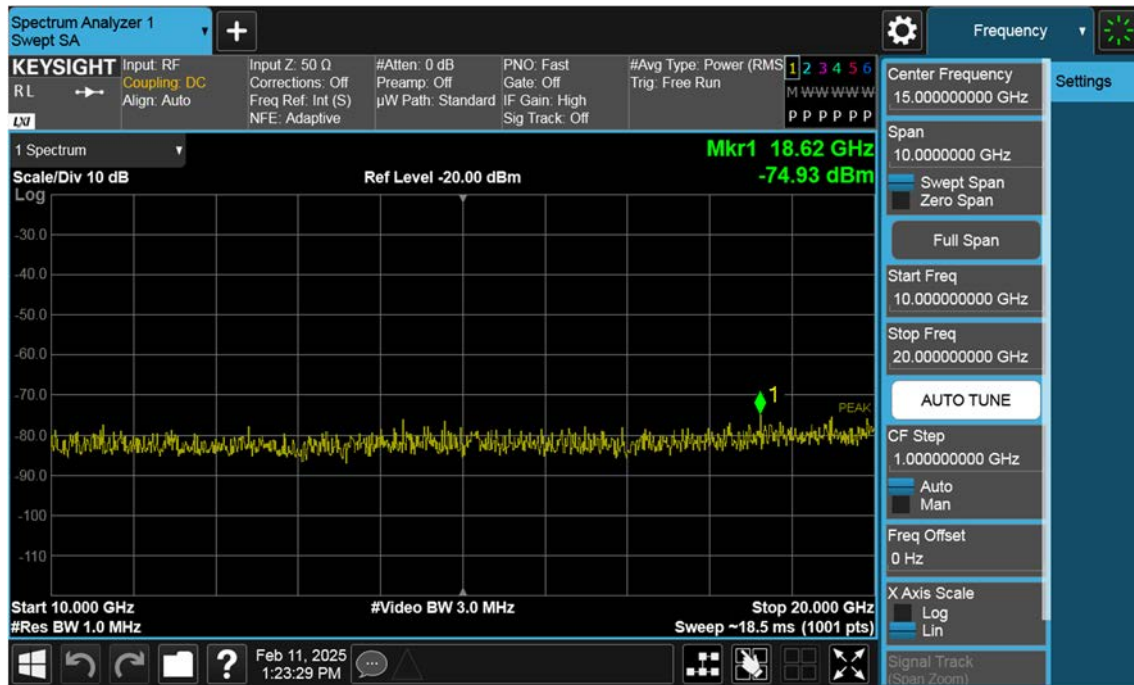 Spectrum Analyzer 1
Swept SA
+
Frequency
KEYSIGHT
RL
LXI
Input: RF
Coupling: DC
Align: Auto
Input Z: 50 Ω
Corrections: Off
Freq Ref: Int (S)
NFE: Adaptive
#Atten: 0 dB
Preamp: Off
µW Path: Standard
PNO: Fast
Gate: Off
IF Gain: High
Sig Track: Off
#Avg Type: Power (RMS
Trig: Free Run
1 2 3 4 5 6
M W W W W W
P P P P P P
1 Spectrum
Mkr1 18.62 GHz
-74.93 dBm
Scale/Div 10 dB
Ref Level -20.00 dBm
Log
-30.0
-40.0
-50.0
-60.0
-70.0
-80.0
-90.0
-100
-110
1
PEAK
Start 10.000 GHz
#Video BW 3.0 MHz
Stop 20.000 GHz
#Res BW 1.0 MHz
Sweep ~18.5 ms (1001 pts)
Center Frequency
15.000000000 GHz
Settings
Span
10.0000000 GHz
Swept Span
Zero Span
Full Span
Start Freq
10.000000000 GHz
Stop Freq
20.000000000 GHz
AUTO TUNE
CF Step
1.000000000 GHz
Auto
Man
Freq Offset
0 Hz
X Axis Scale
Log
Lin
Signal Track
(Span Zoom)
?
Feb 11, 2025
1:23:29 PM